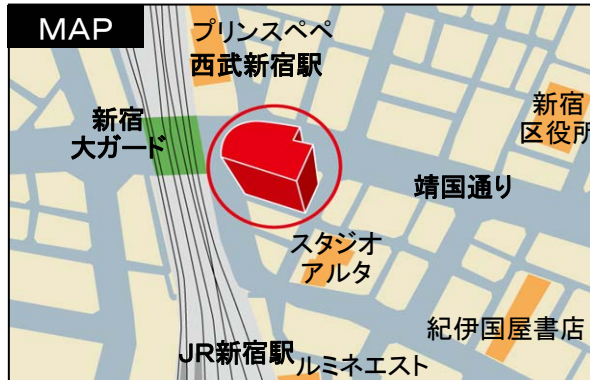 MAP
プリンスペペ
西武新宿駅
新宿
大ガード
新宿
区役所
靖国通り
スタジオ
アルタ
紀伊国屋書店
JR新宿駅
ルミネエスト